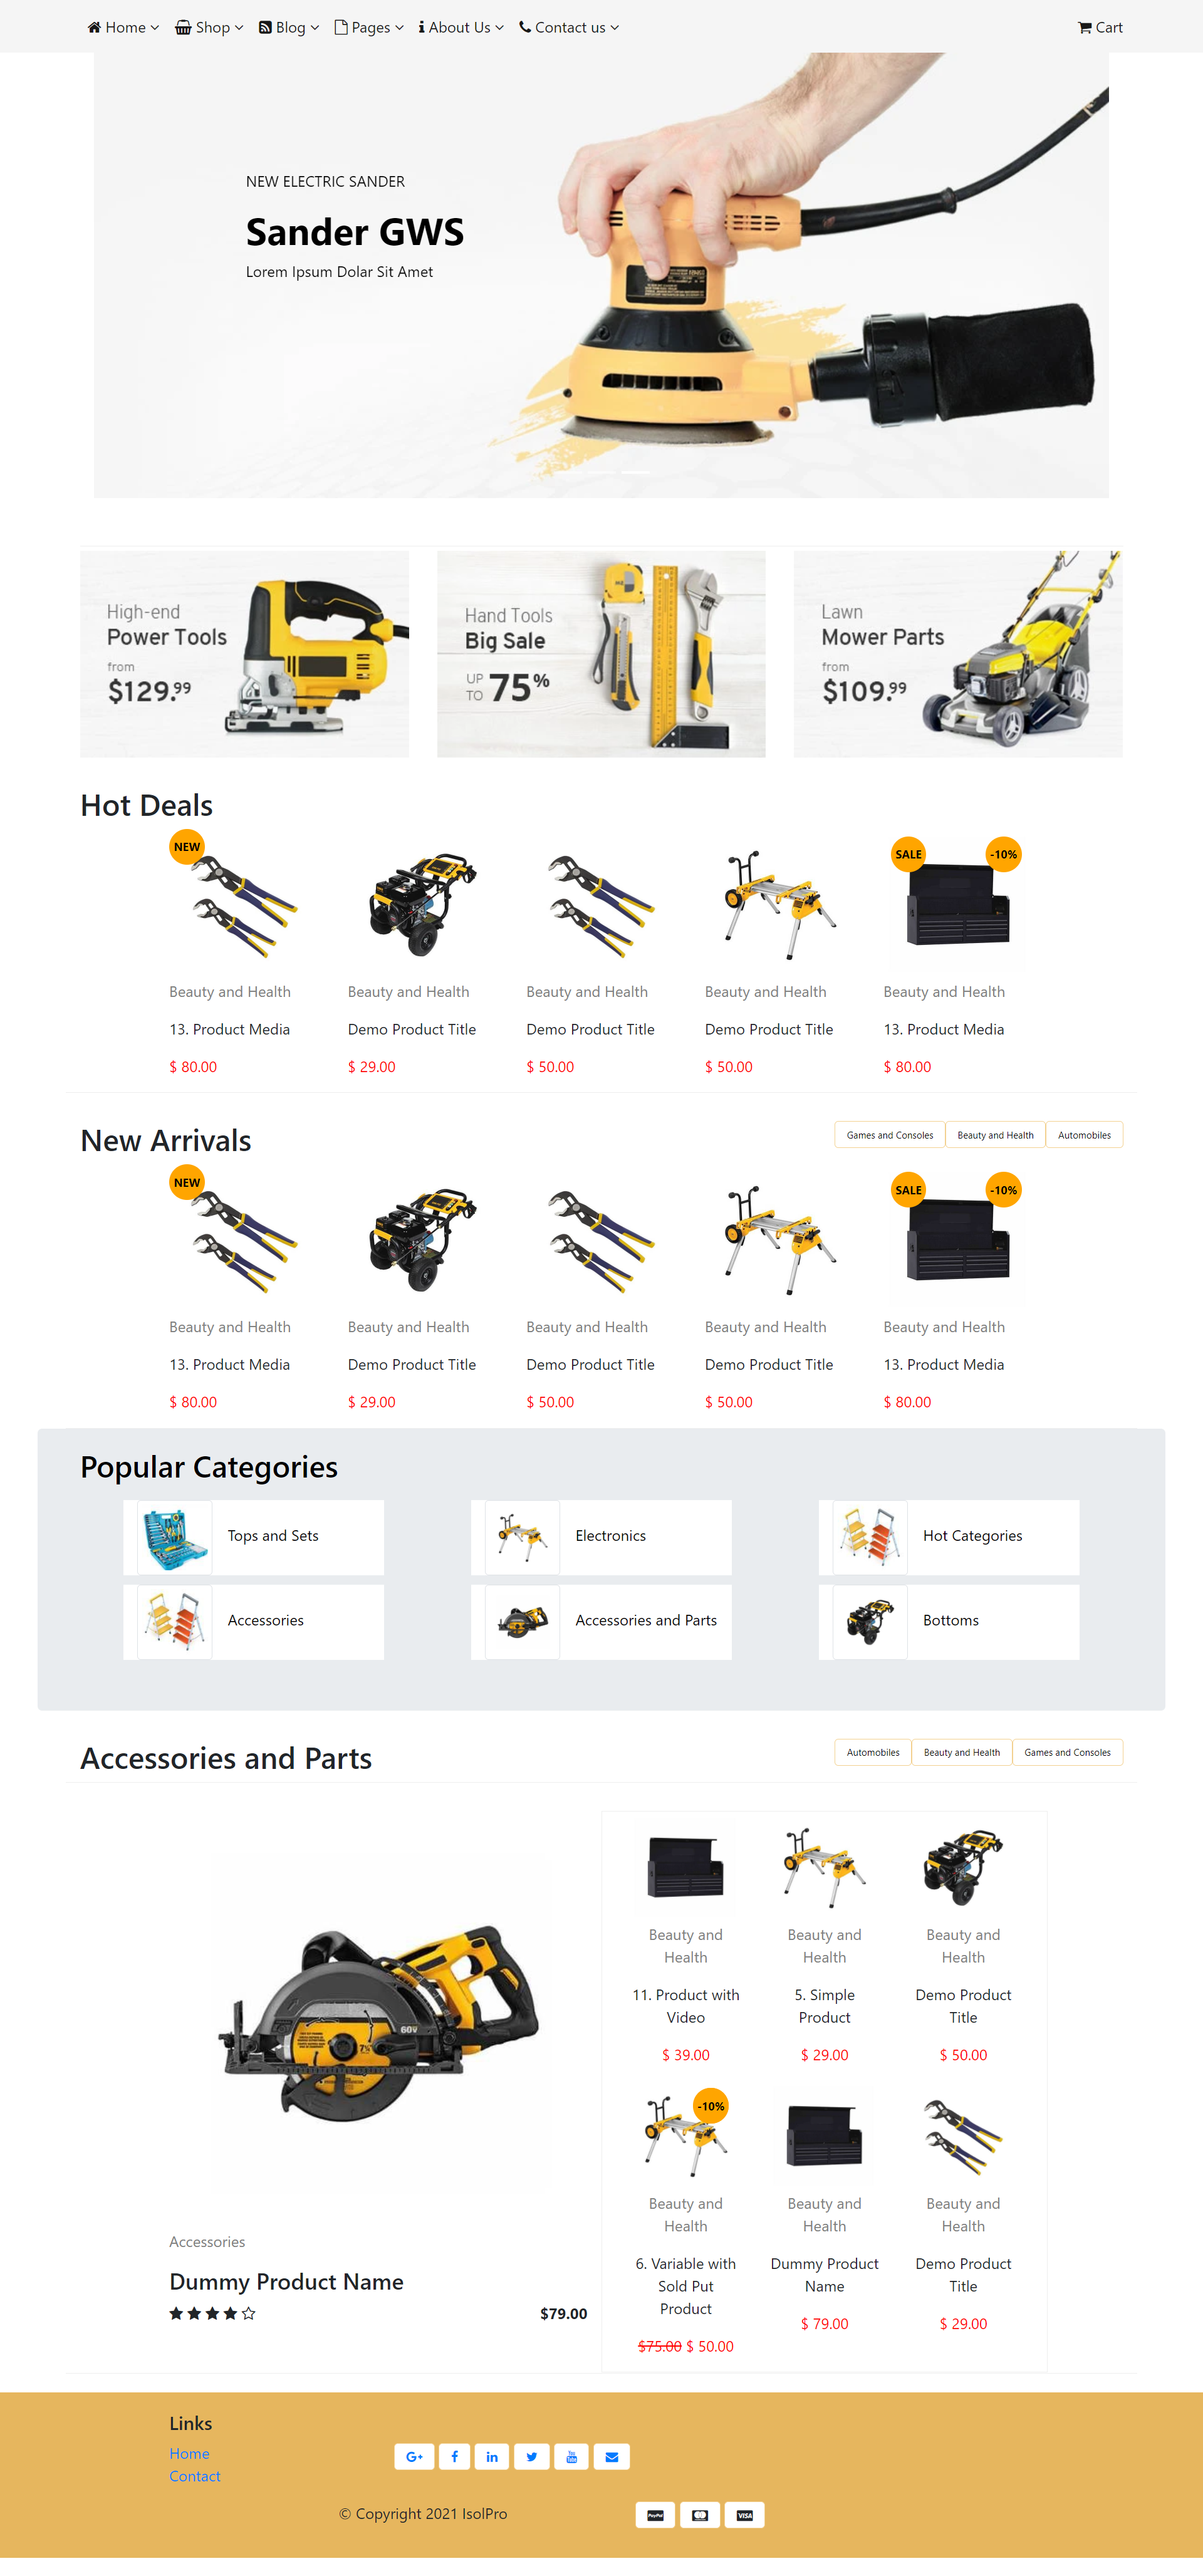 Home Shop Blog Pages About Us Contact us Cart
NEW ELECTRIC SANDER
Sander GWS
Lorem Ipsum Dolar Sit Amet
High-end
Power Tools
from
$129.99
Hand Tools
Big Sale
UP TO 75%
Lawn
Mower Parts
from
$109.99
Hot Deals
NEW
SALE -10%
Beauty and Health Beauty and Health Beauty and Health Beauty and Health Beauty and Health
13. Product Media Demo Product Title Demo Product Title Demo Product Title 13. Product Media
$ 80.00 $ 29.00 $ 50.00 $ 50.00 $ 80.00
New Arrivals
Games and Consoles Beauty and Health Automobiles
NEW
SALE -10%
Beauty and Health Beauty and Health Beauty and Health Beauty and Health Beauty and Health
13. Product Media Demo Product Title Demo Product Title Demo Product Title 13. Product Media
$ 80.00 $ 29.00 $ 50.00 $ 50.00 $ 80.00
Popular Categories
Tops and Sets Electronics Hot Categories
Accessories Accessories and Parts Bottoms
Accessories and Parts
Automobiles Beauty and Health Games and Consoles
60V
7¼
Accessories
Dummy Product Name
$79.00
Beauty and Health
11. Product with Video
$ 39.00
Beauty and Health
5. Simple Product
$ 29.00
Beauty and Health
Demo Product Title
$ 50.00
-10%
Beauty and Health
6. Variable with Sold Put Product
$75.00 $ 50.00
Beauty and Health
Dummy Product Name
$ 79.00
Beauty and Health
Demo Product Title
$ 29.00
Links
Home
Contact
G+ f in You Tube
© Copyright 2021 IsolPro
PayPal VISA